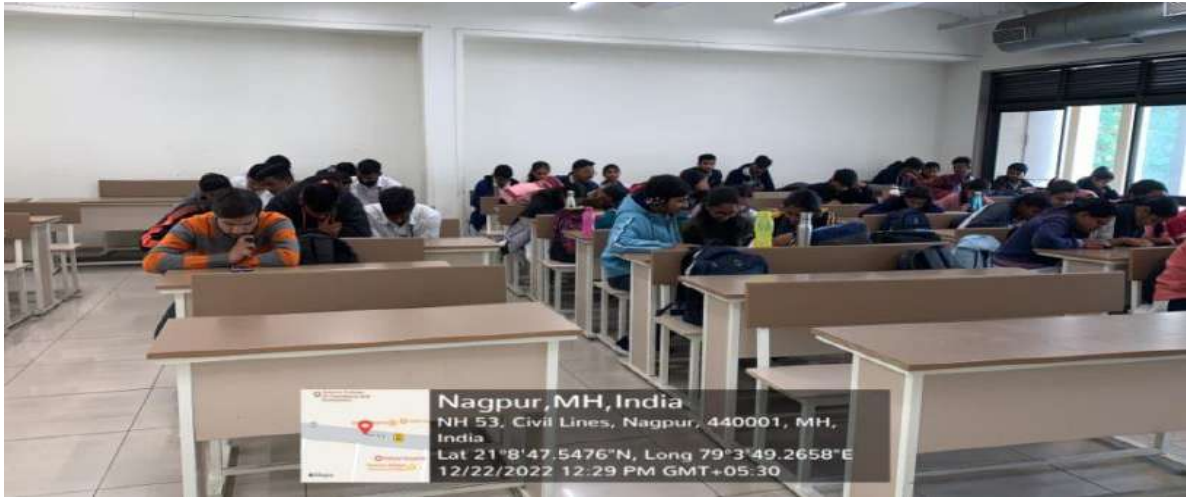 Nagpur,MH,India
NH 53, Civil Lines, Nagpur, 440001, MH,
India
Lat 21°8'47.5476"N, Long 79°3'49.2658"E
12/22/2022 12:29 PM GMT+05:30